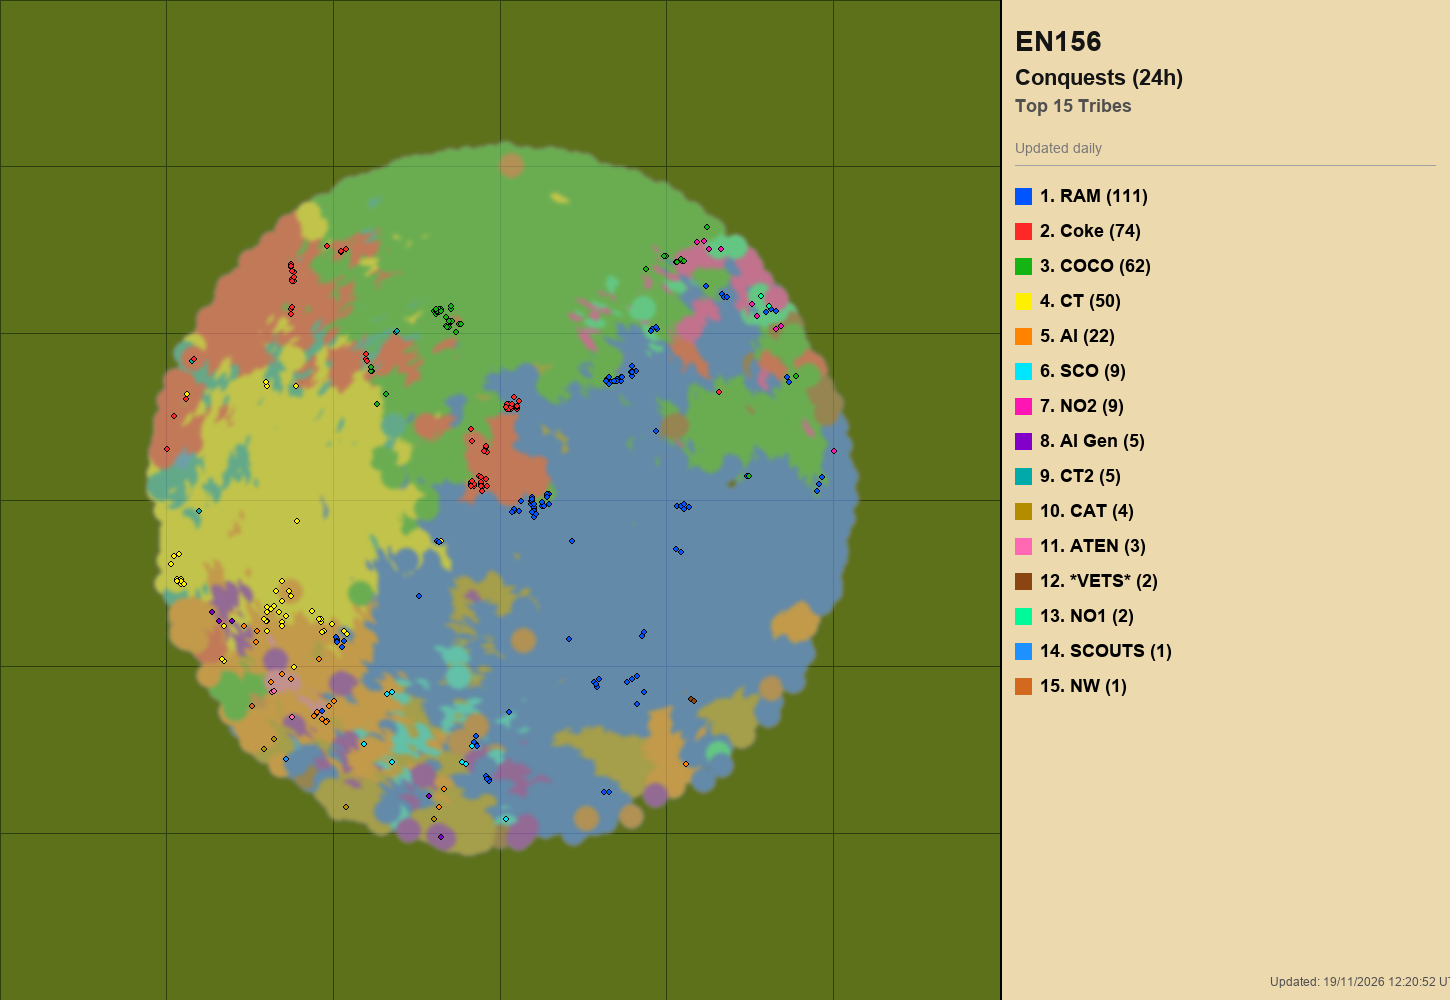 EN156
Conquests (24h)
Top 15 Tribes
Updated daily
1. RAM (111)
2. Coke (74)
3. COCO (62)
4. CT (50)
5. AI (22)
6. SCO (9)
7. NO2 (9)
8. AI Gen (5)
9. CT2 (5)
10. CAT (4)
11. ATEN (3)
12. *VETS* (2)
13. NO1 (2)
14. SCOUTS (1)
15. NW (1)
Updated: 19/11/2026 12:20:52